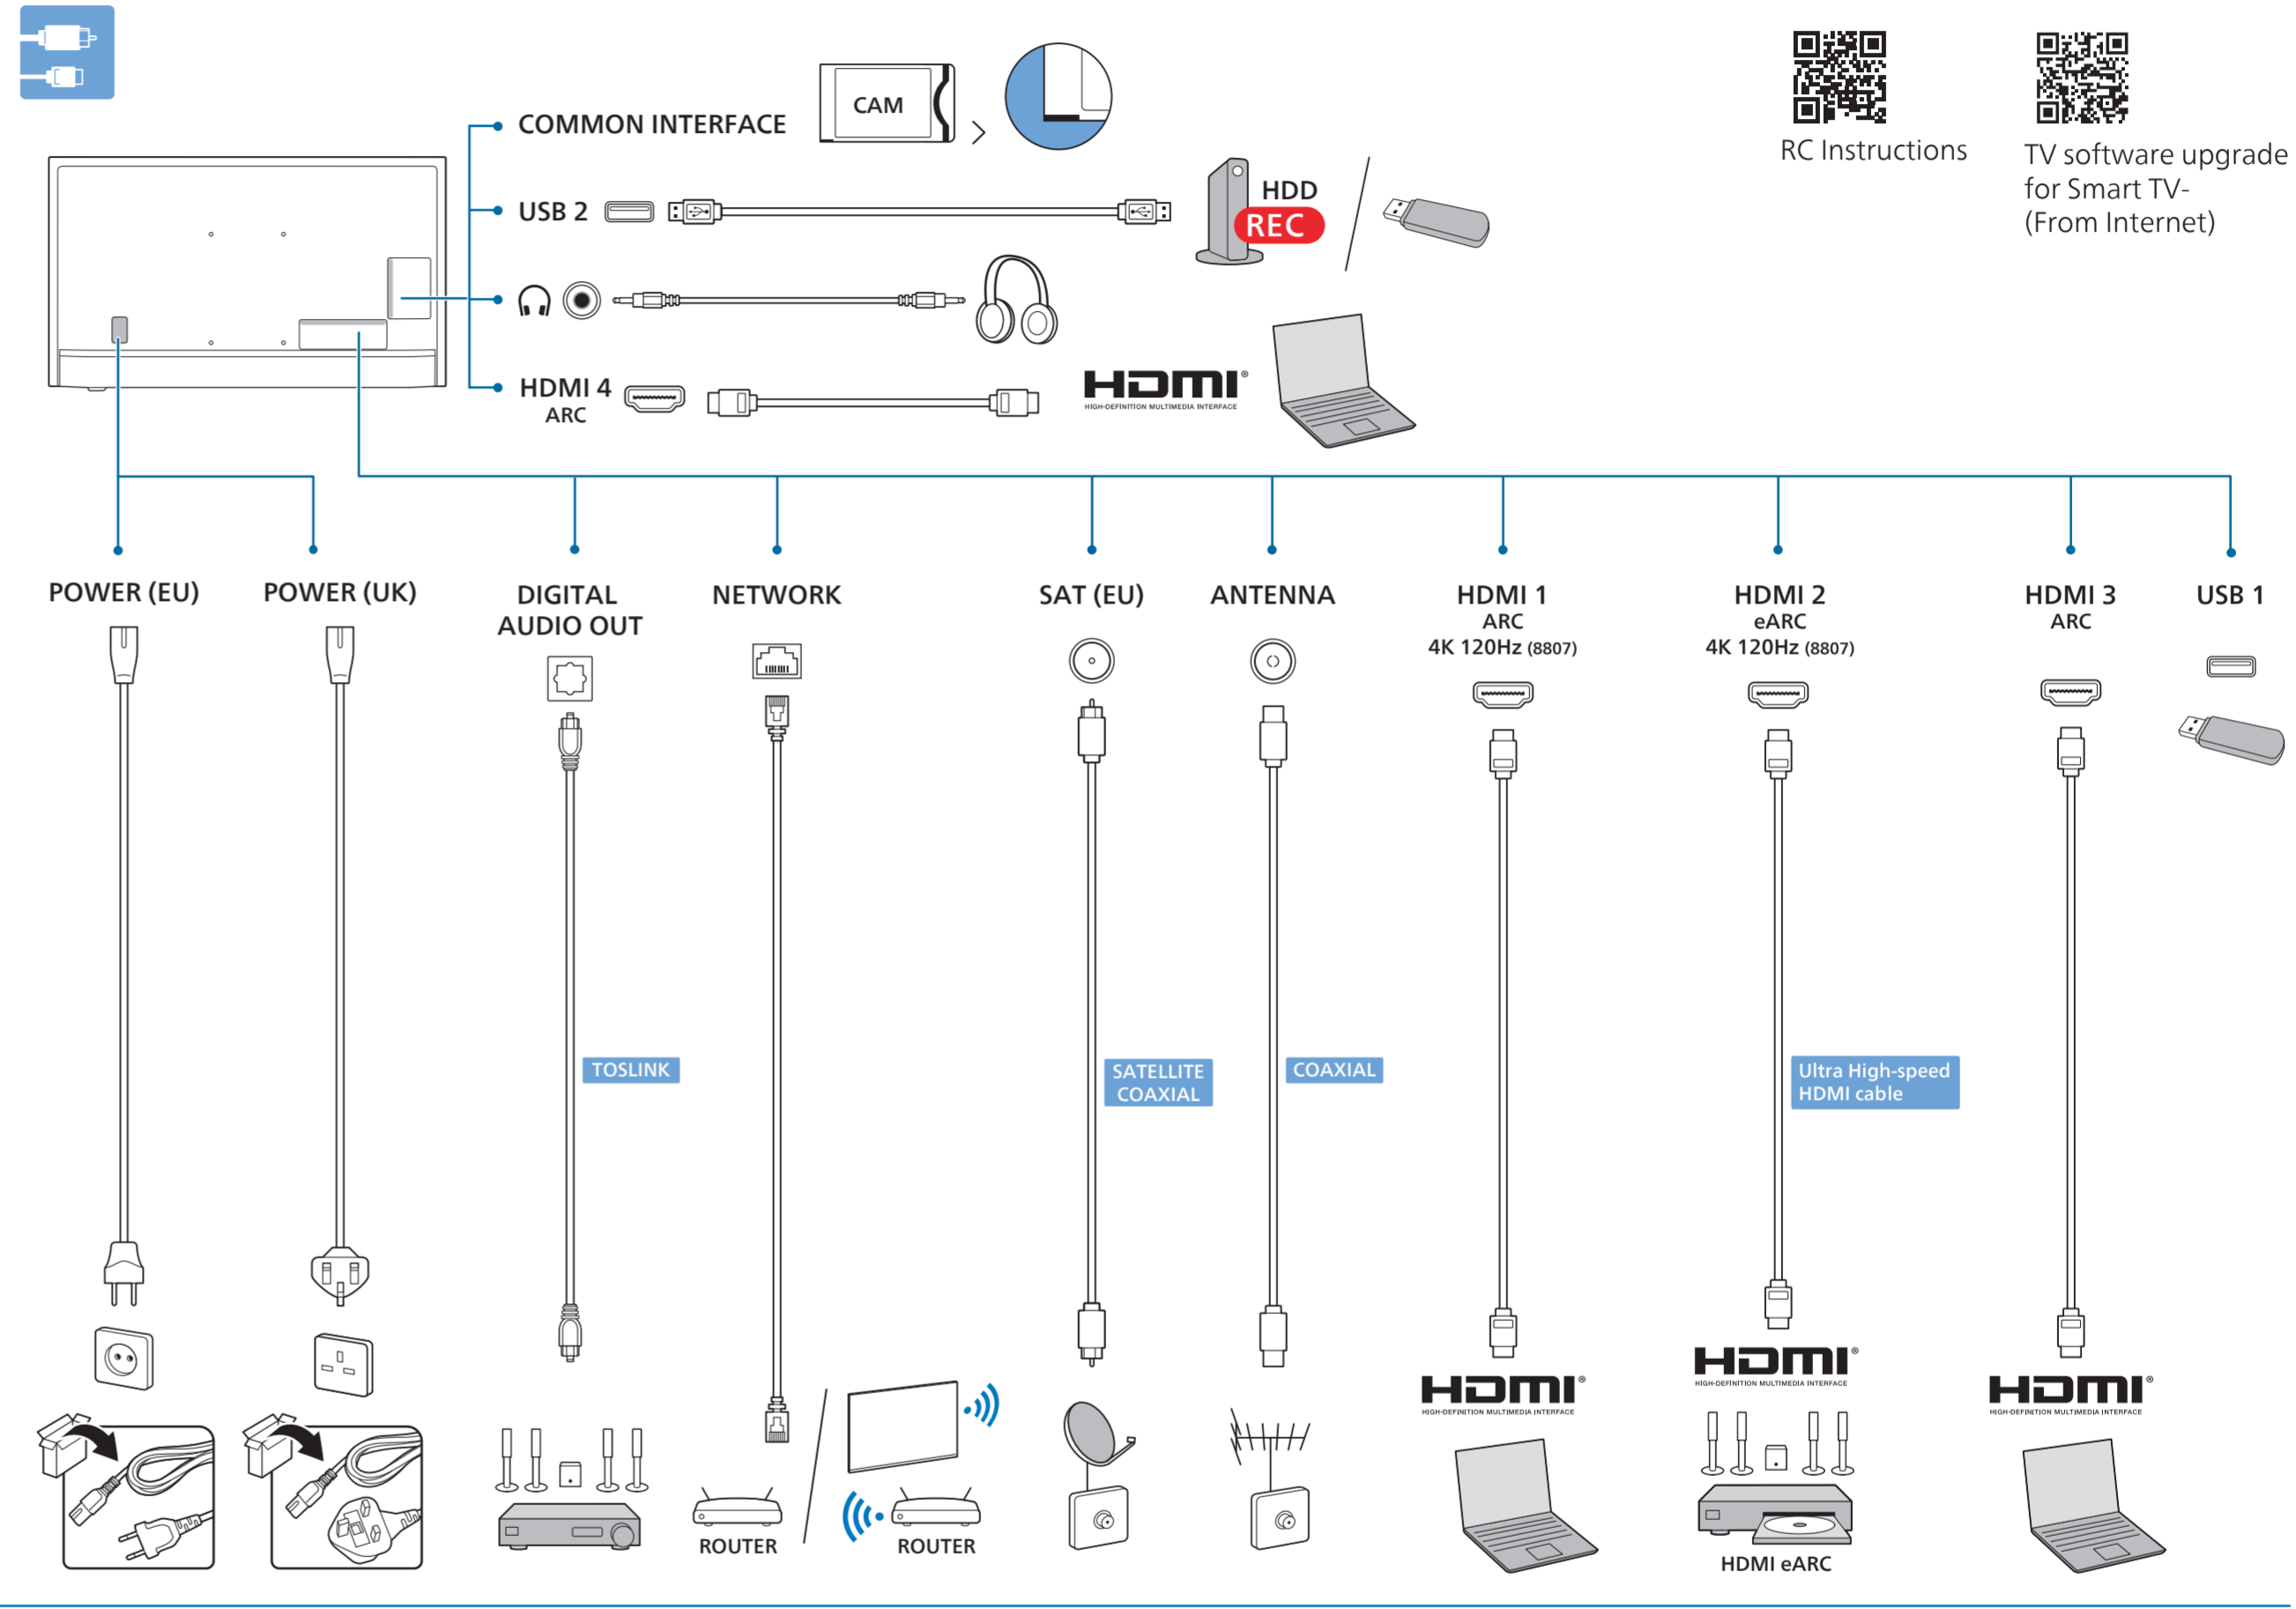 COMMON INTERFACE
CAM
RC Instructions
TV software upgrade
for Smart TV-
(From Internet)
USB 2
HDD
REC
HDMI 4
ARC
HDMI®
HIGH-DEFINITION MULTIMEDIA INTERFACE
POWER (EU)
POWER (UK)
DIGITAL
AUDIO OUT
NETWORK
SAT (EU)
ANTENNA
HDMI 1
ARC
4K 120Hz (8807)
HDMI 2
eARC
4K 120Hz (8807)
HDMI 3
ARC
USB 1
TOSLINK
SATELLITE
COAXIAL
COAXIAL
Ultra High-speed
HDMI cable
ROUTER
ROUTER
HDMI®
HIGH-DEFINITION MULTIMEDIA INTERFACE
HDMI®
HIGH-DEFINITION MULTIMEDIA INTERFACE
HDMI eARC
HDMI®
HIGH-DEFINITION MULTIMEDIA INTERFACE